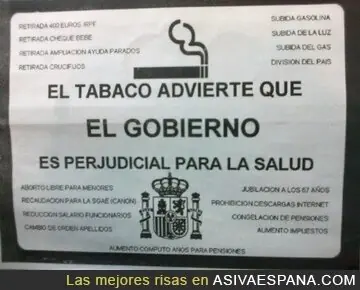 RETIRADA 400 EUROS IRPF
RETIRADA CHEQUE BEBE
RETIRADA AMPLIACION AYUDA PARADOS
RETIRADA CRUCIFIJOS
SUBIDA GASOLINA
SUBIDA DE LA LUZ
SUBIDA DEL GAS
DIVISION DEL PAIS
EL TABACO ADVIERTE QUE
EL GOBIERNO
ES PERJUDICIAL PARA LA SALUD
ABORTO LIBRE PARA MENORES
RECAUDACION PARA LA SGAE (CANON)
REDUCCION SALARIO FUNCIONARIOS
CAMBIO DE ORDEN APELLIDOS
JUBILACION A LOS 67 AÑOS
PROHIBICION DESCARGAS INTERNET
CONGELACION DE PENSIONES
AUMENTO IMPUESTOS
AUMENTO COMPUTO AÑOS PARA PENSIONES
Las mejores risas en ASIVAESPANA.COM